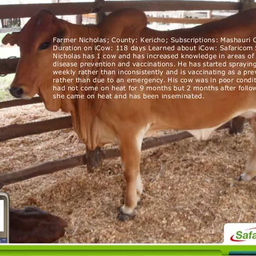 Farmer Nicholas; County: Kericho; Subscriptions: Mashauri
Duration on iCow: 118 days Learned about iCow: Safaricom
Nicholas has 1 cow and has increased knowledge in areas of
disease prevention and vaccinations. He has started spraying
weekly rather than inconsistently and is vaccinating as a
rather than due to an emergency. His cow was in poor
had not come on heat for 9 months but 2 months after
she came on heat and has been inseminated.
Safa